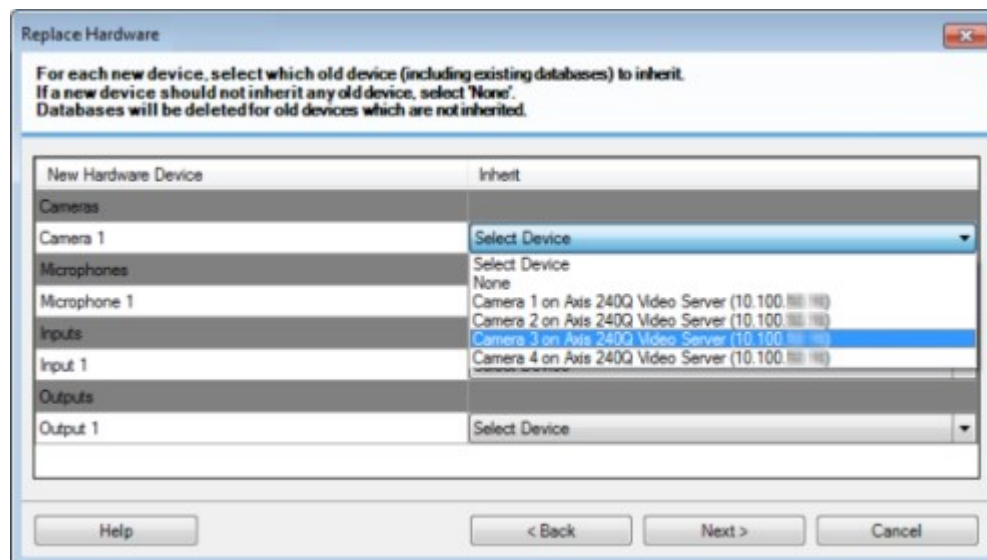 Replace Hardware
For each new device, select which old device (including existing databases) to inherit.
If a new device should not inherit any old device, select 'None'.
Databases will be deleted for old devices which are not inherited.
New Hardware Device Inherit
Cameras
Camera 1 Select Device
Select Device
Microphones
None
Microphone 1 Camera 1 on Axis 240Q Video Server (10.100.
Camera 2 on Axis 240Q Video Server (10.100.
Inputs Camera 3 on Axis 240Q Video Server (10.100.
Camera 4 on Axis 240Q Video Server (10.100.
Input 1 Select Device
Outputs
Output 1 Select Device
Help < Back Next > Cancel